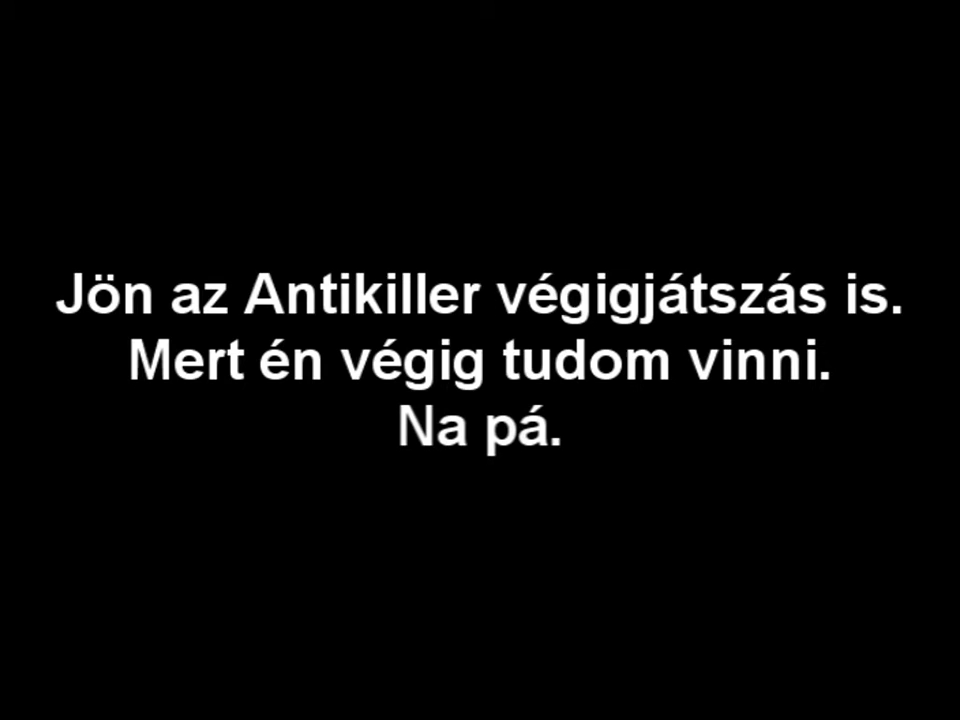 Jön az Antikiller végigjátszás is.
Mert én végig tudom vinni.
Na pá.